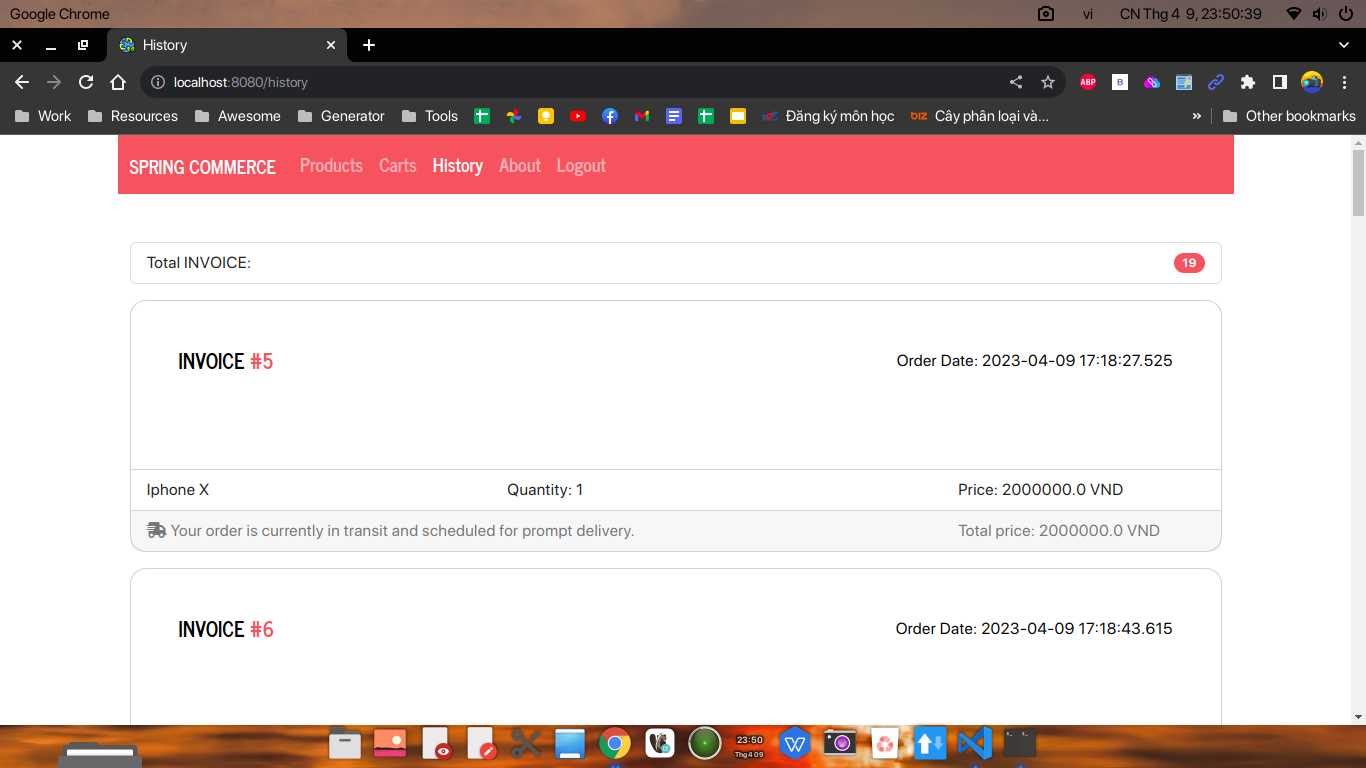 Google Chrome
vi
CN Thg 4 9, 23:50:39
History
localhost:8080/history
ABP
B
Work
Resources
Awesome
Generator
Tools
Đăng ký môn học
biz
Cây phân loại và...
»
Other bookmarks
SPRING COMMERCE
Products
Carts
History
About
Logout
Total INVOICE:
19
INVOICE #5
Order Date: 2023-04-09 17:18:27.525
Iphone X
Quantity: 1
Price: 2000000.0 VND
Your order is currently in transit and scheduled for prompt delivery.
Total price: 2000000.0 VND
INVOICE #6
Order Date: 2023-04-09 17:18:43.615
23:50
Thg4 09